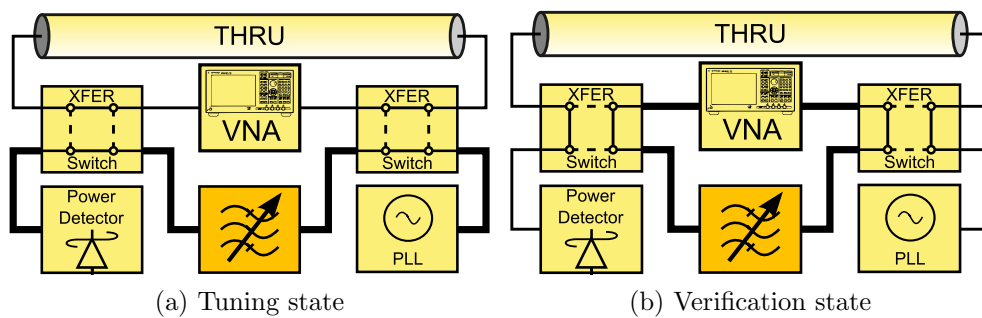 THRU
XFER
Switch
VNA
XFER
Switch
Power
Detector
PLL
(a) Tuning state
THRU
XFER
Switch
VNA
XFER
Switch
Power
Detector
PLL
(b) Verification state